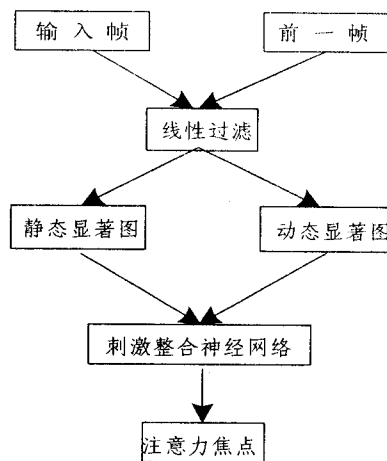 输入帧
前一帧
线性过滤
静态显著图
动态显著图
刺激整合神经网络
注意力焦点